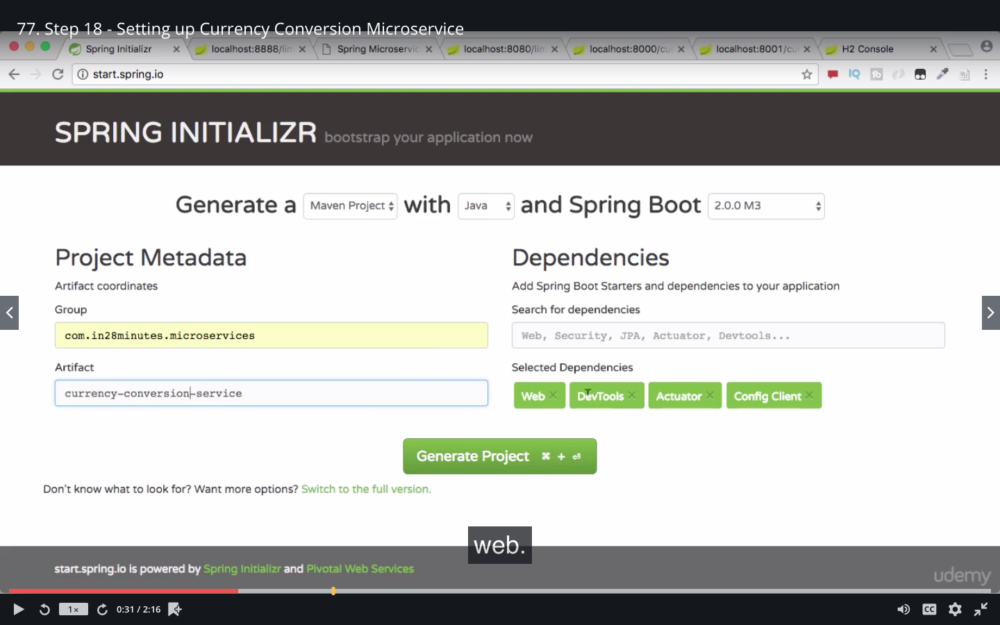 77. Step 18 - Setting up Currency Conversion Microservice
Spring Initializr
localhost:8888/lim
Spring Microservic
localhost:8080/lim
localhost:8000/cu
localhost:8001/cu
H2 Console
start.spring.io
IQ
SPRING INITIALIZR bootstrap your application now
Generate a Maven Project with Java and Spring Boot 2.0.0 M3
Project Metadata
Artifact coordinates
Group
com.in28minutes.microservices
Artifact
currency-conversion-service
Dependencies
Add Spring Boot Starters and dependencies to your application
Search for dependencies
Web, Security, JPA, Actuator, Devtools...
Selected Dependencies
Web DevTools Actuator Config Client
Generate Project ⌘ + ⏎
Don't know what to look for? Want more options? Switch to the full version.
web.
start.spring.io is powered by Spring Initializr and Pivotal Web Services
udemy
1× 0:31 / 2:16 CC